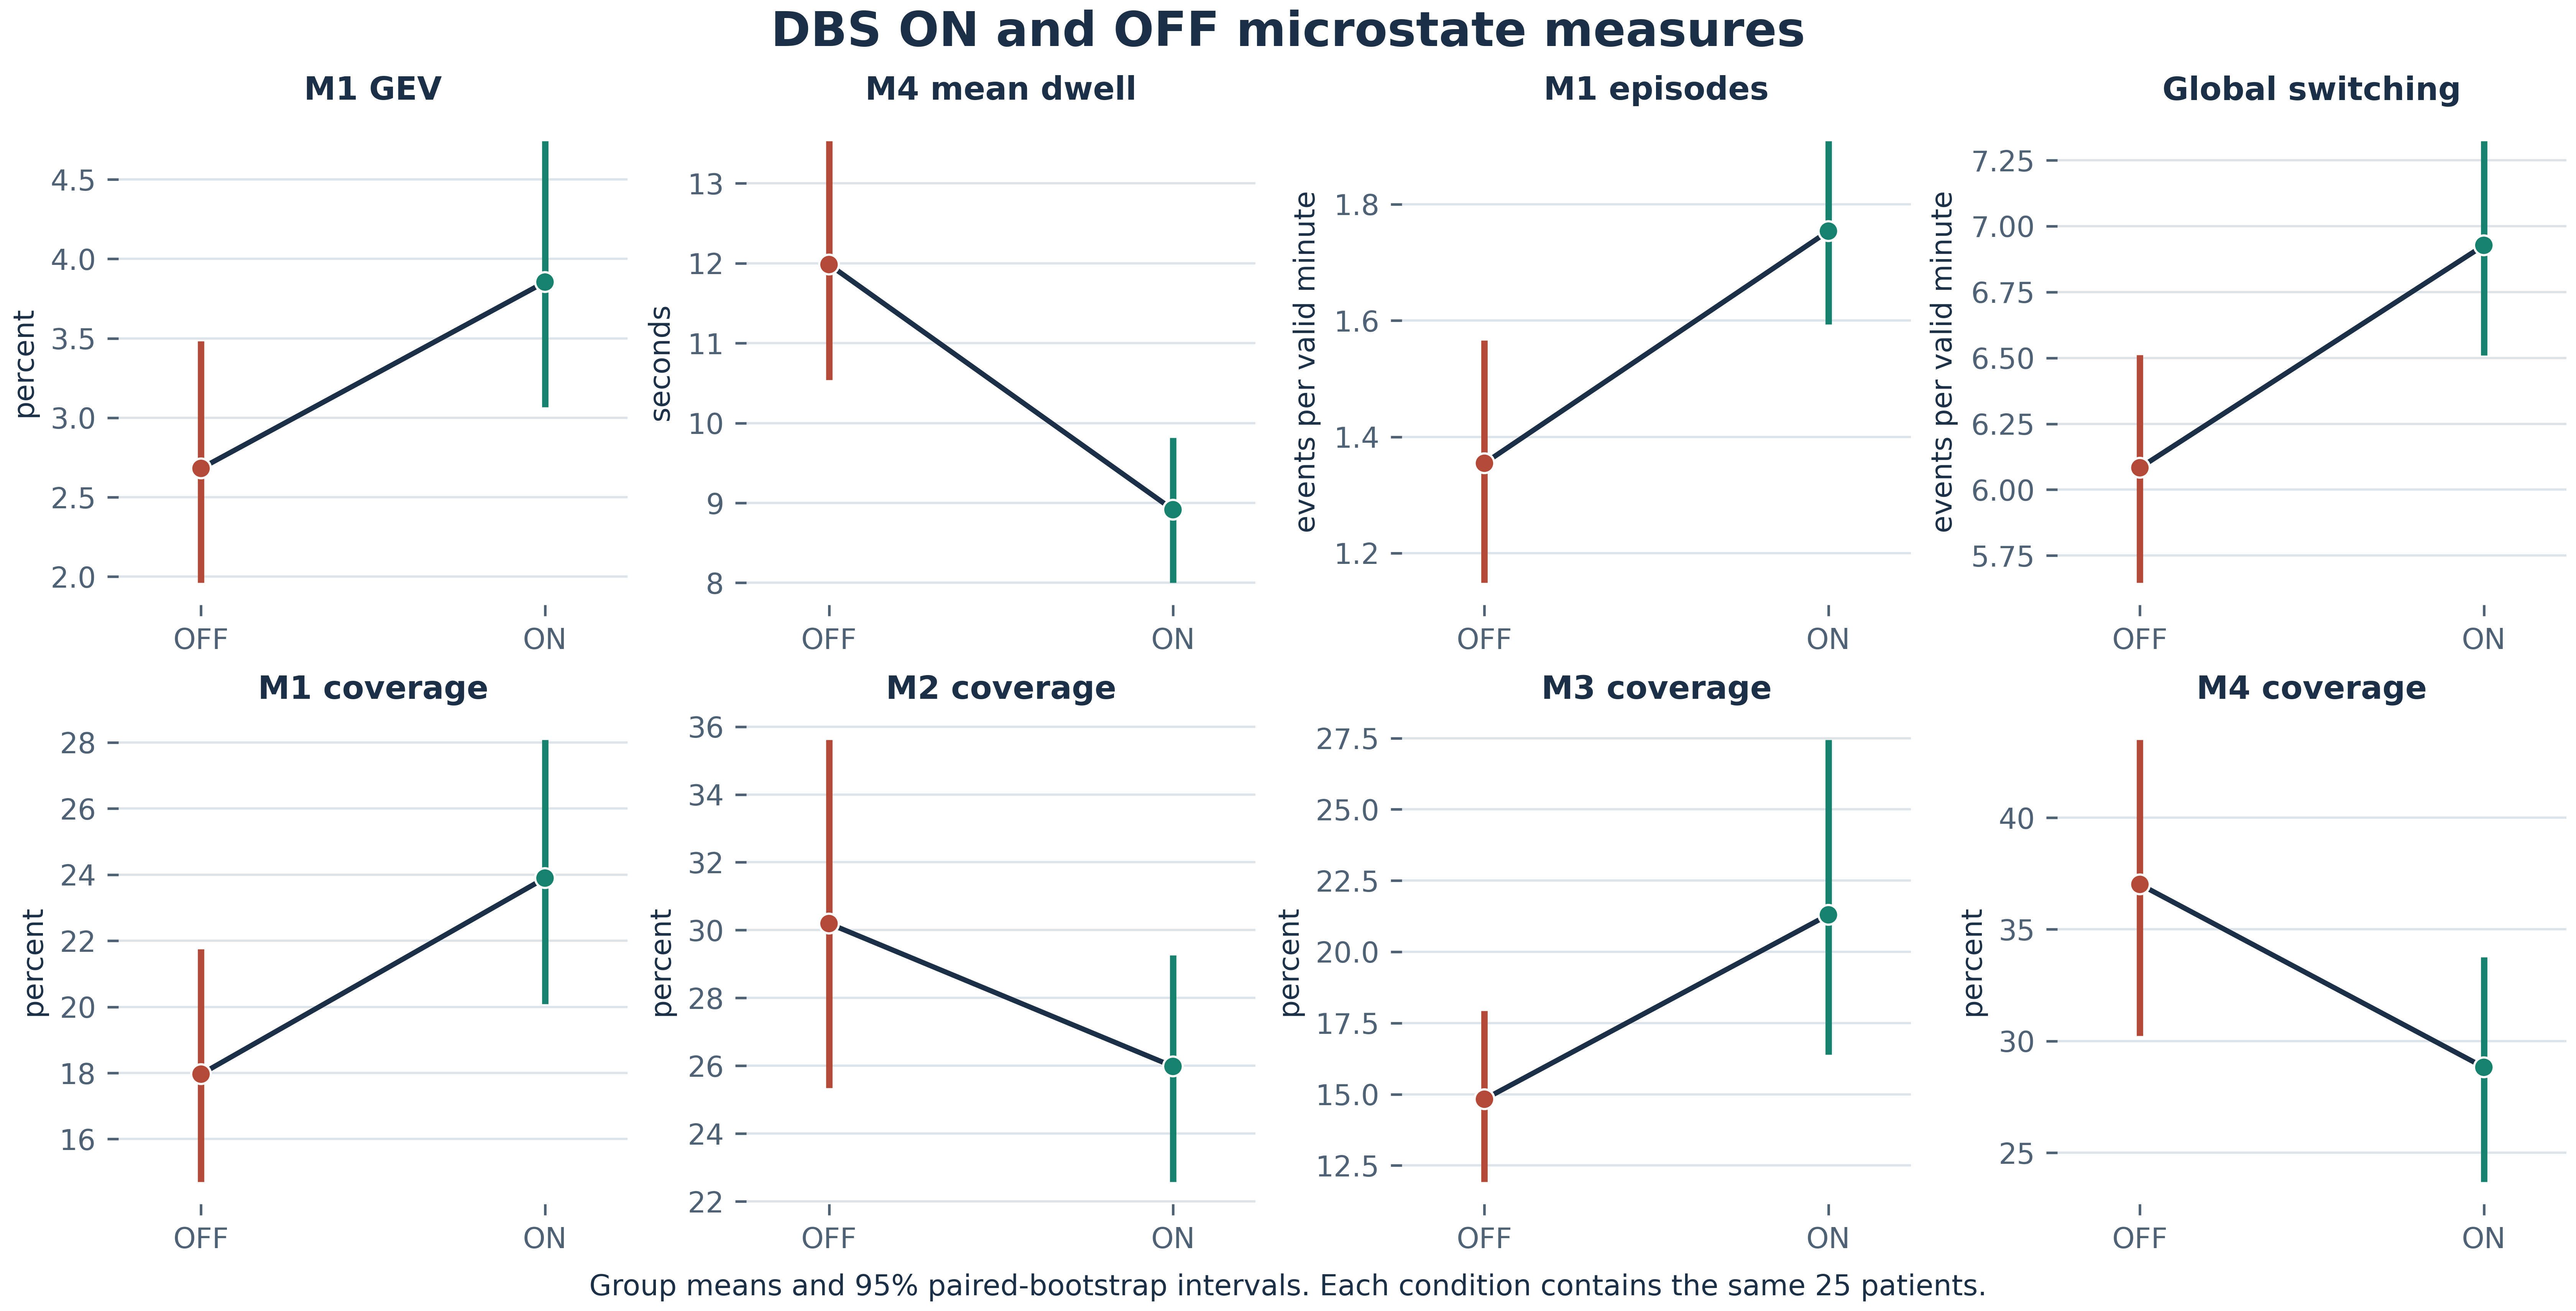 DBS ON and OFF microstate measures
M1 GEV
M4 mean dwell
M1 episodes
Global switching
percent
4.5
4.0
3.5
3.0
2.5
2.0
OFF
ON
seconds
13
12
11
10
9
8
OFF
ON
events per valid minute
1.8
1.6
1.4
1.2
OFF
ON
events per valid minute
7.25
7.00
6.75
6.50
6.25
6.00
5.75
OFF
ON
M1 coverage
M2 coverage
M3 coverage
M4 coverage
percent
28
26
24
22
20
18
16
OFF
ON
percent
36
34
32
30
28
26
24
22
OFF
ON
percent
27.5
25.0
22.5
20.0
17.5
15.0
12.5
OFF
ON
percent
40
35
30
25
OFF
ON
Group means and 95% paired-bootstrap intervals. Each condition contains the same 25 patients.